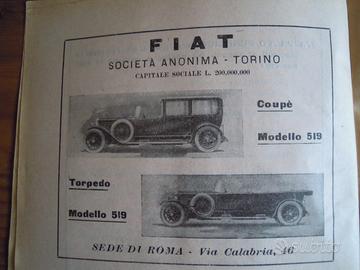 FIAT
SOCIETÀ ANONIMA - TORINO
CAPITALE SOCIALE L. 200,000,000
Coupè
Modello 519
Torpedo
Modello 519
SEDE DI ROMA - Via Calabria, 46
subito